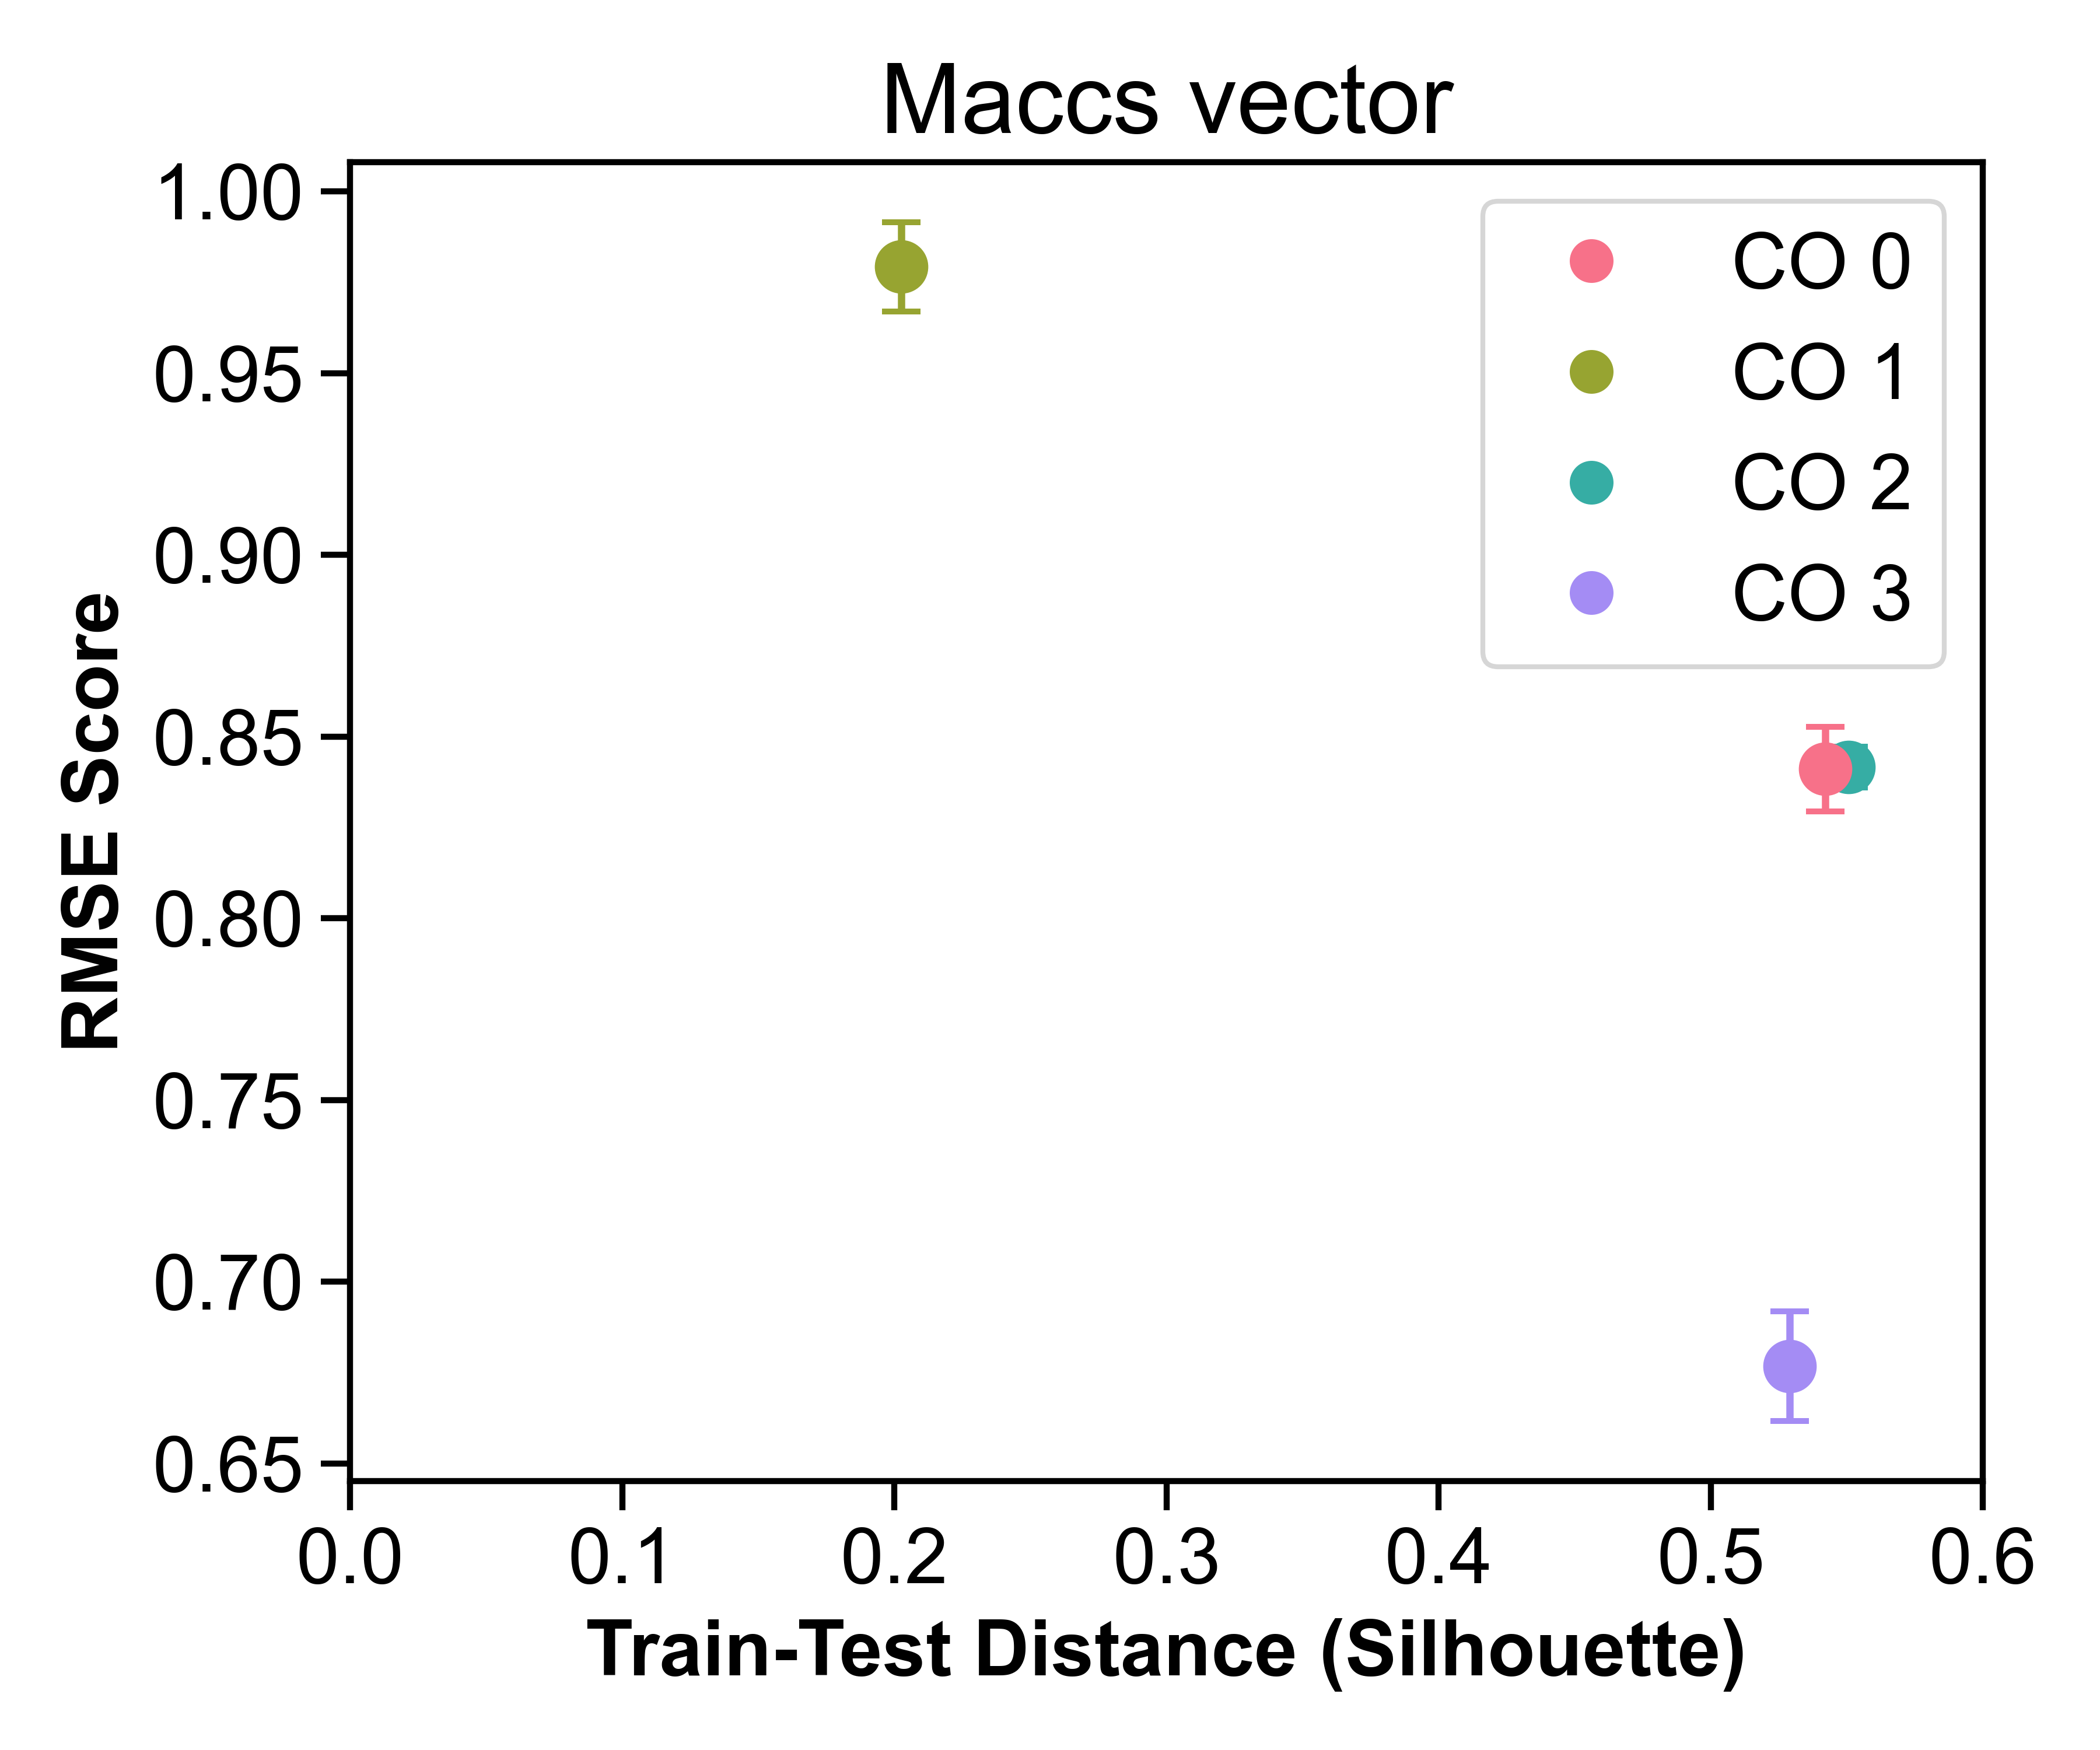 Maccs vector
1.00
0.95
0.90
0.85
0.80
0.75
0.70
0.65
RMSE Score
CO 0
CO 1
CO 2
CO 3
0.0 0.1 0.2 0.3 0.4 0.5 0.6
Train-Test Distance (Silhouette)